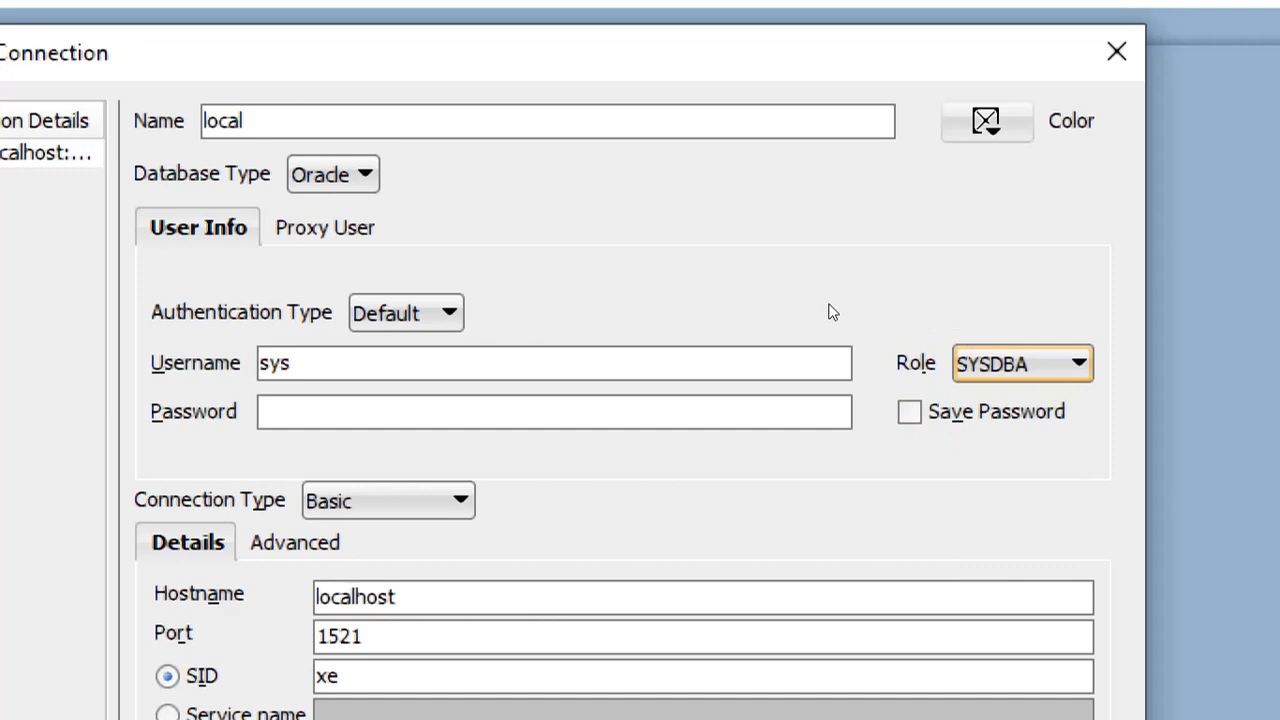 Connection
ion Details
calhost:...
Name local Color
Database Type Oracle
User Info Proxy User
Authentication Type Default
Username sys Role SYSDBA
Password Save Password
Connection Type Basic
Details Advanced
Hostname localhost
Port 1521
SID xe
Service name